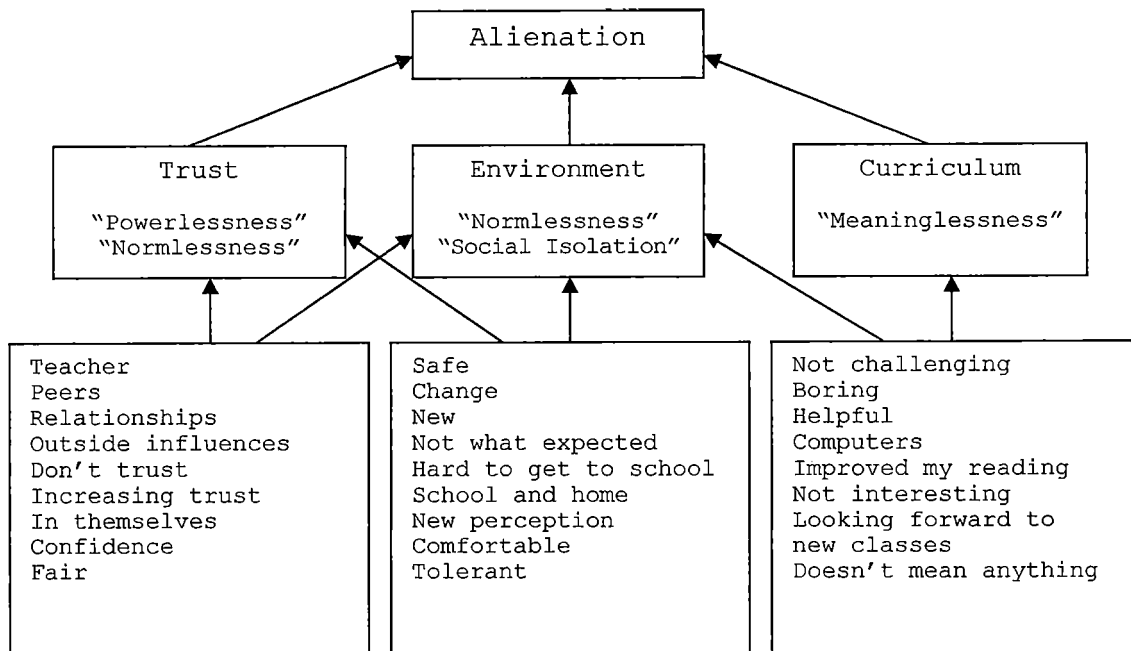 Alienation
Trust
“Powerlessness”
“Normlessness”
Environment
“Normlessness”
“Social Isolation”
Curriculum
“Meaninglessness”
Teacher
Peers
Relationships
Outside influences
Don't trust
Increasing trust
In themselves
Confidence
Fair
Safe
Change
New
Not what expected
Hard to get to school
School and home
New perception
Comfortable
Tolerant
Not challenging
Boring
Helpful
Computers
Improved my reading
Not interesting
Looking forward to
new classes
Doesn't mean anything